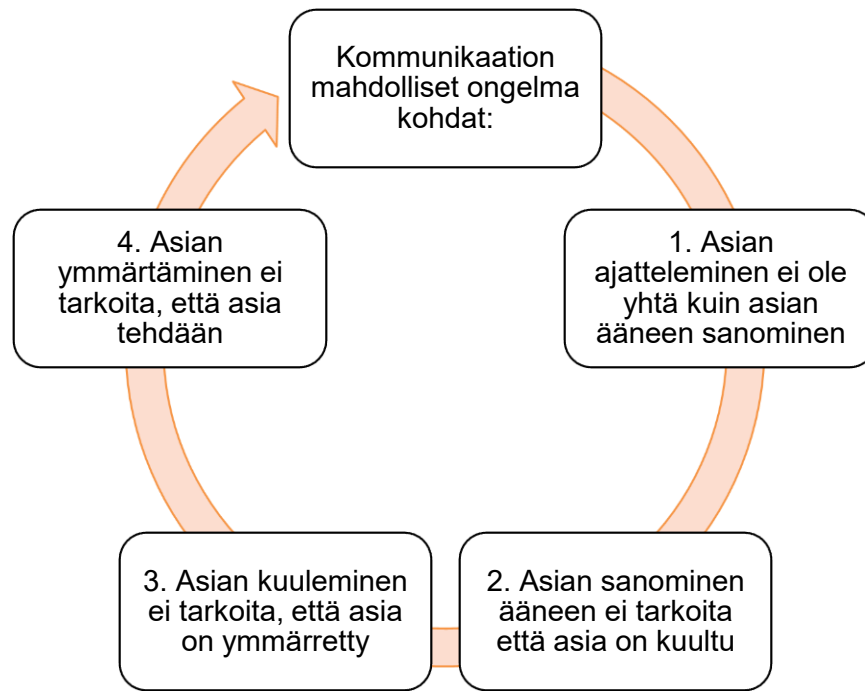 Kommunikaation
mahdolliset ongelma
kohdat:
1. Asian
ajatteleminen ei ole
yhtä kuin asian
ääneen sanominen
2. Asian sanominen
ääneen ei tarkoita
että asia on kuultu
3. Asian kuuleminen
ei tarkoita, että asia
on ymmärretty
4. Asian
ymmärtäminen ei
tarkoita, että asia
tehdään